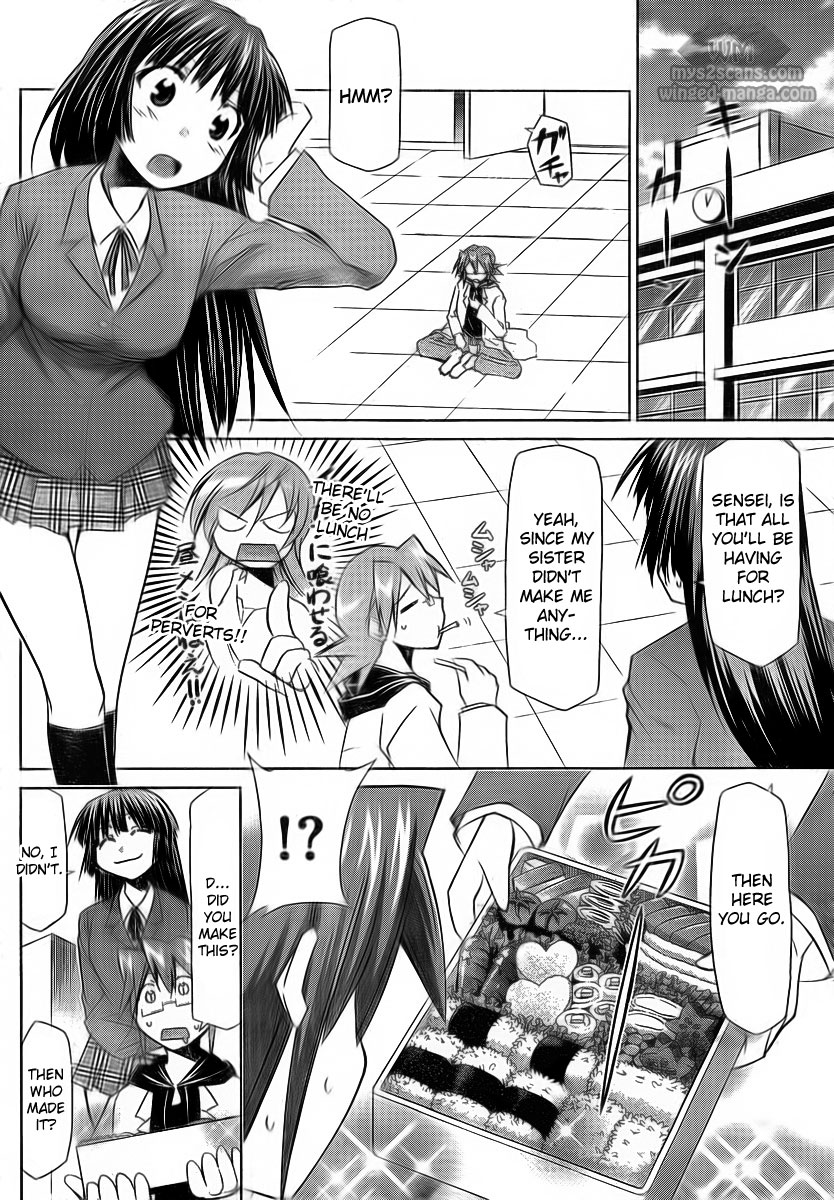 mys2scans.com
winged-manga.com
キーンコーン
ガチャ
HMM?
SENSEI, IS
THAT ALL
YOU'LL BE
HAVING
FOR
LUNCH?
YEAH,
SINCE MY
SISTER
DIDN'T
MAKE ME
ANY-
THING...
ムシャ
ムシャ
THERE'LL
BE NO
LUNCH
FOR
PERVERTS!!
に喰わせる
昼メシはねえ!!
THEN
HERE
YOU GO.
ピカ
!?
D...
DID YOU
MAKE
THIS?
NO, I
DIDN'T.
THEN
WHO
MADE
IT?